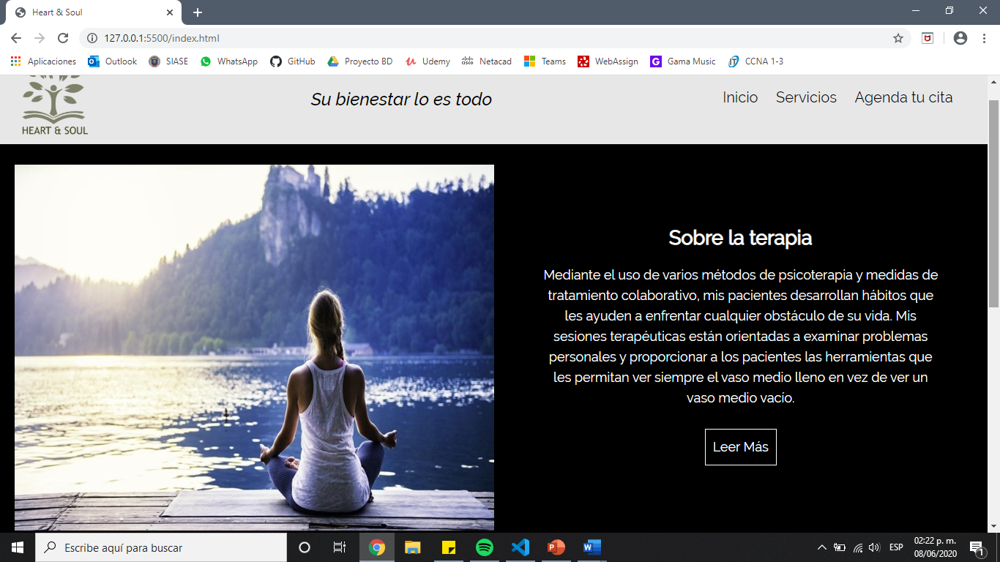 Heart & Soul
127.0.0.1:5500/index.html
Aplicaciones Outlook SIASE WhatsApp GitHub Proyecto BD Udemy Netacad Teams WebAssign Gama Music CCNA 1-3
HEART & SOUL
Su bienestar lo es todo
Inicio Servicios Agenda tu cita
Sobre la terapia
Mediante el uso de varios métodos de psicoterapia y medidas de
tratamiento colaborativo, mis pacientes desarrollan hábitos que
les ayuden a enfrentar cualquier obstáculo de su vida. Mis
sesiones terapéuticas están orientadas a examinar problemas
personales y proporcionar a los pacientes las herramientas que
les permitan ver siempre el vaso medio lleno en vez de ver un
vaso medio vacío.
Leer Más
Escribe aquí para buscar
ESP
02:22 p. m.
08/06/2020
1